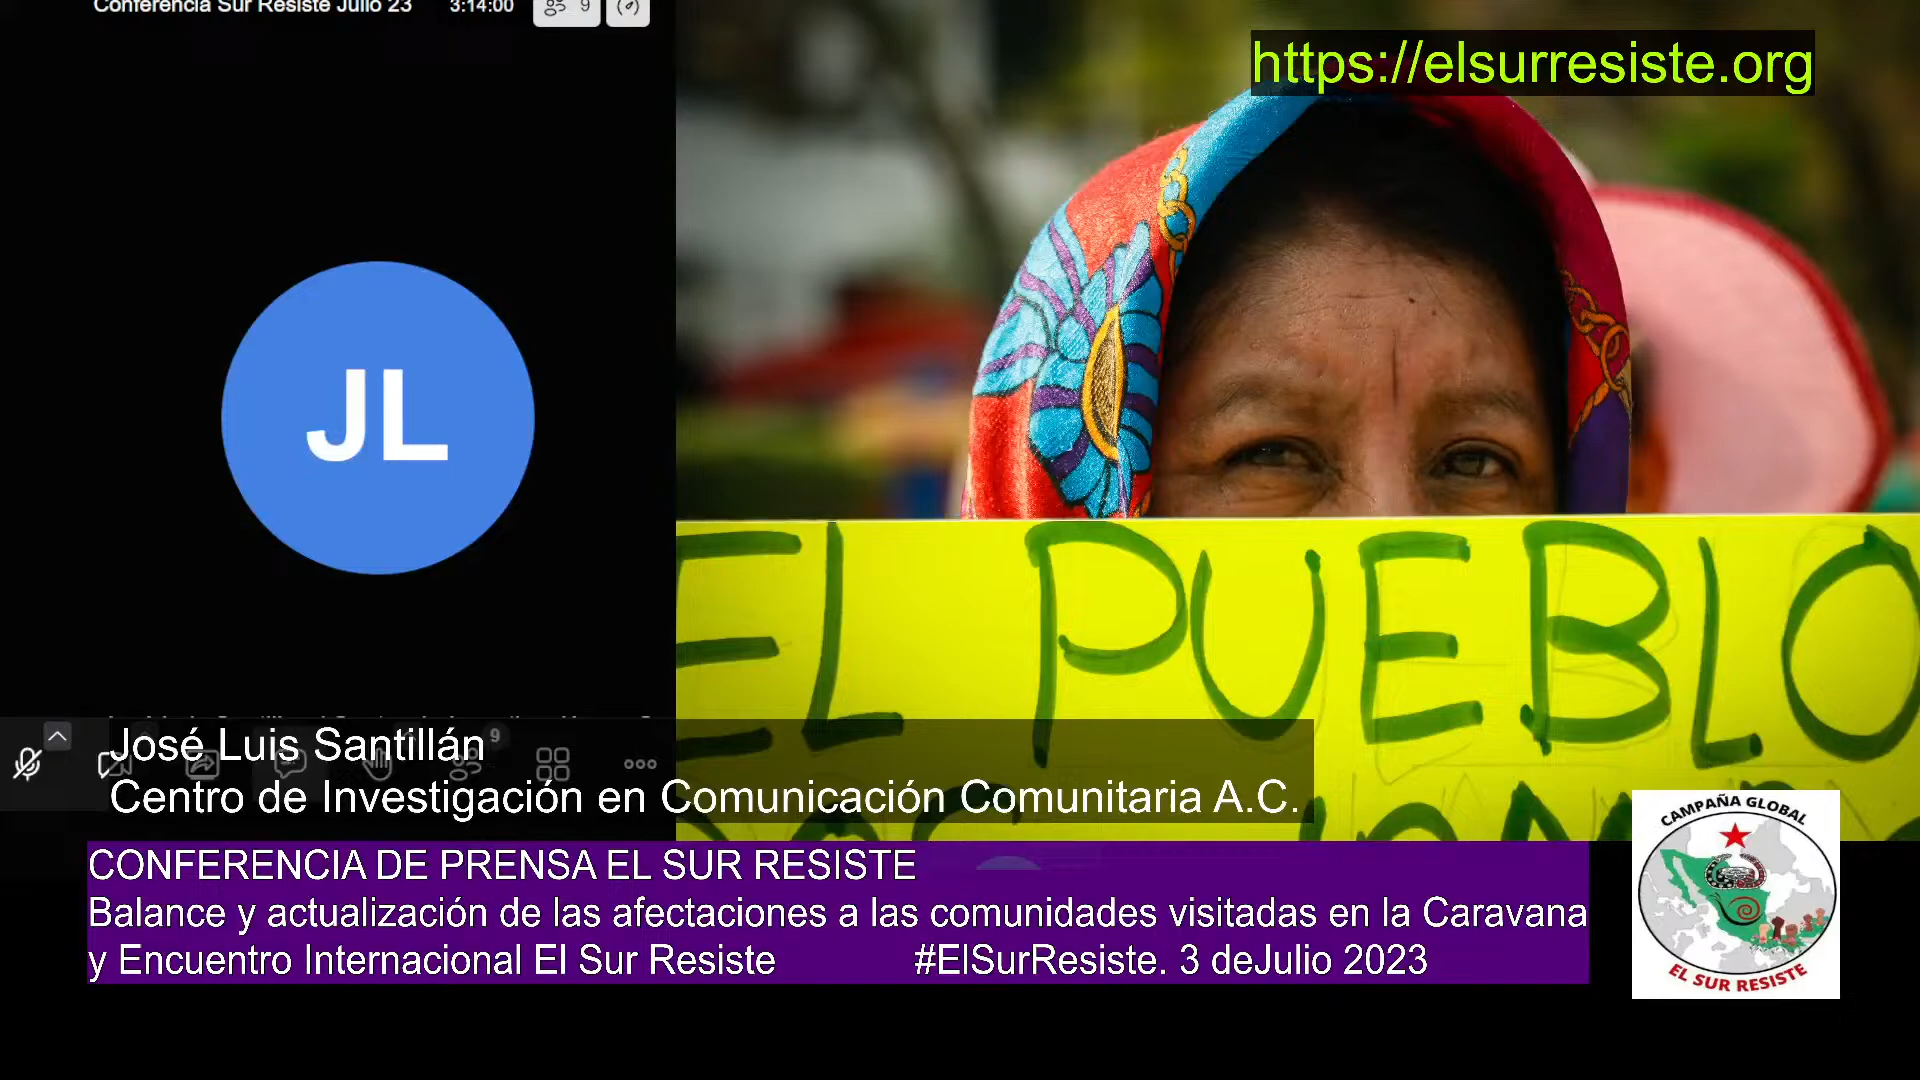 Conferencia Sur Resiste Julio 23 3:14:00 9
https://elsurresiste.org
JL
EL PUEBLO
9
José Luis Santillán
Centro de Investigación en Comunicación Comunitaria A.C.
CONFERENCIA DE PRENSA EL SUR RESISTE
Balance y actualización de las afectaciones a las comunidades visitadas en la Caravana
y Encuentro Internacional El Sur Resiste #ElSurResiste. 3 deJulio 2023
CAMPAÑA GLOBAL
EL SUR RESISTE